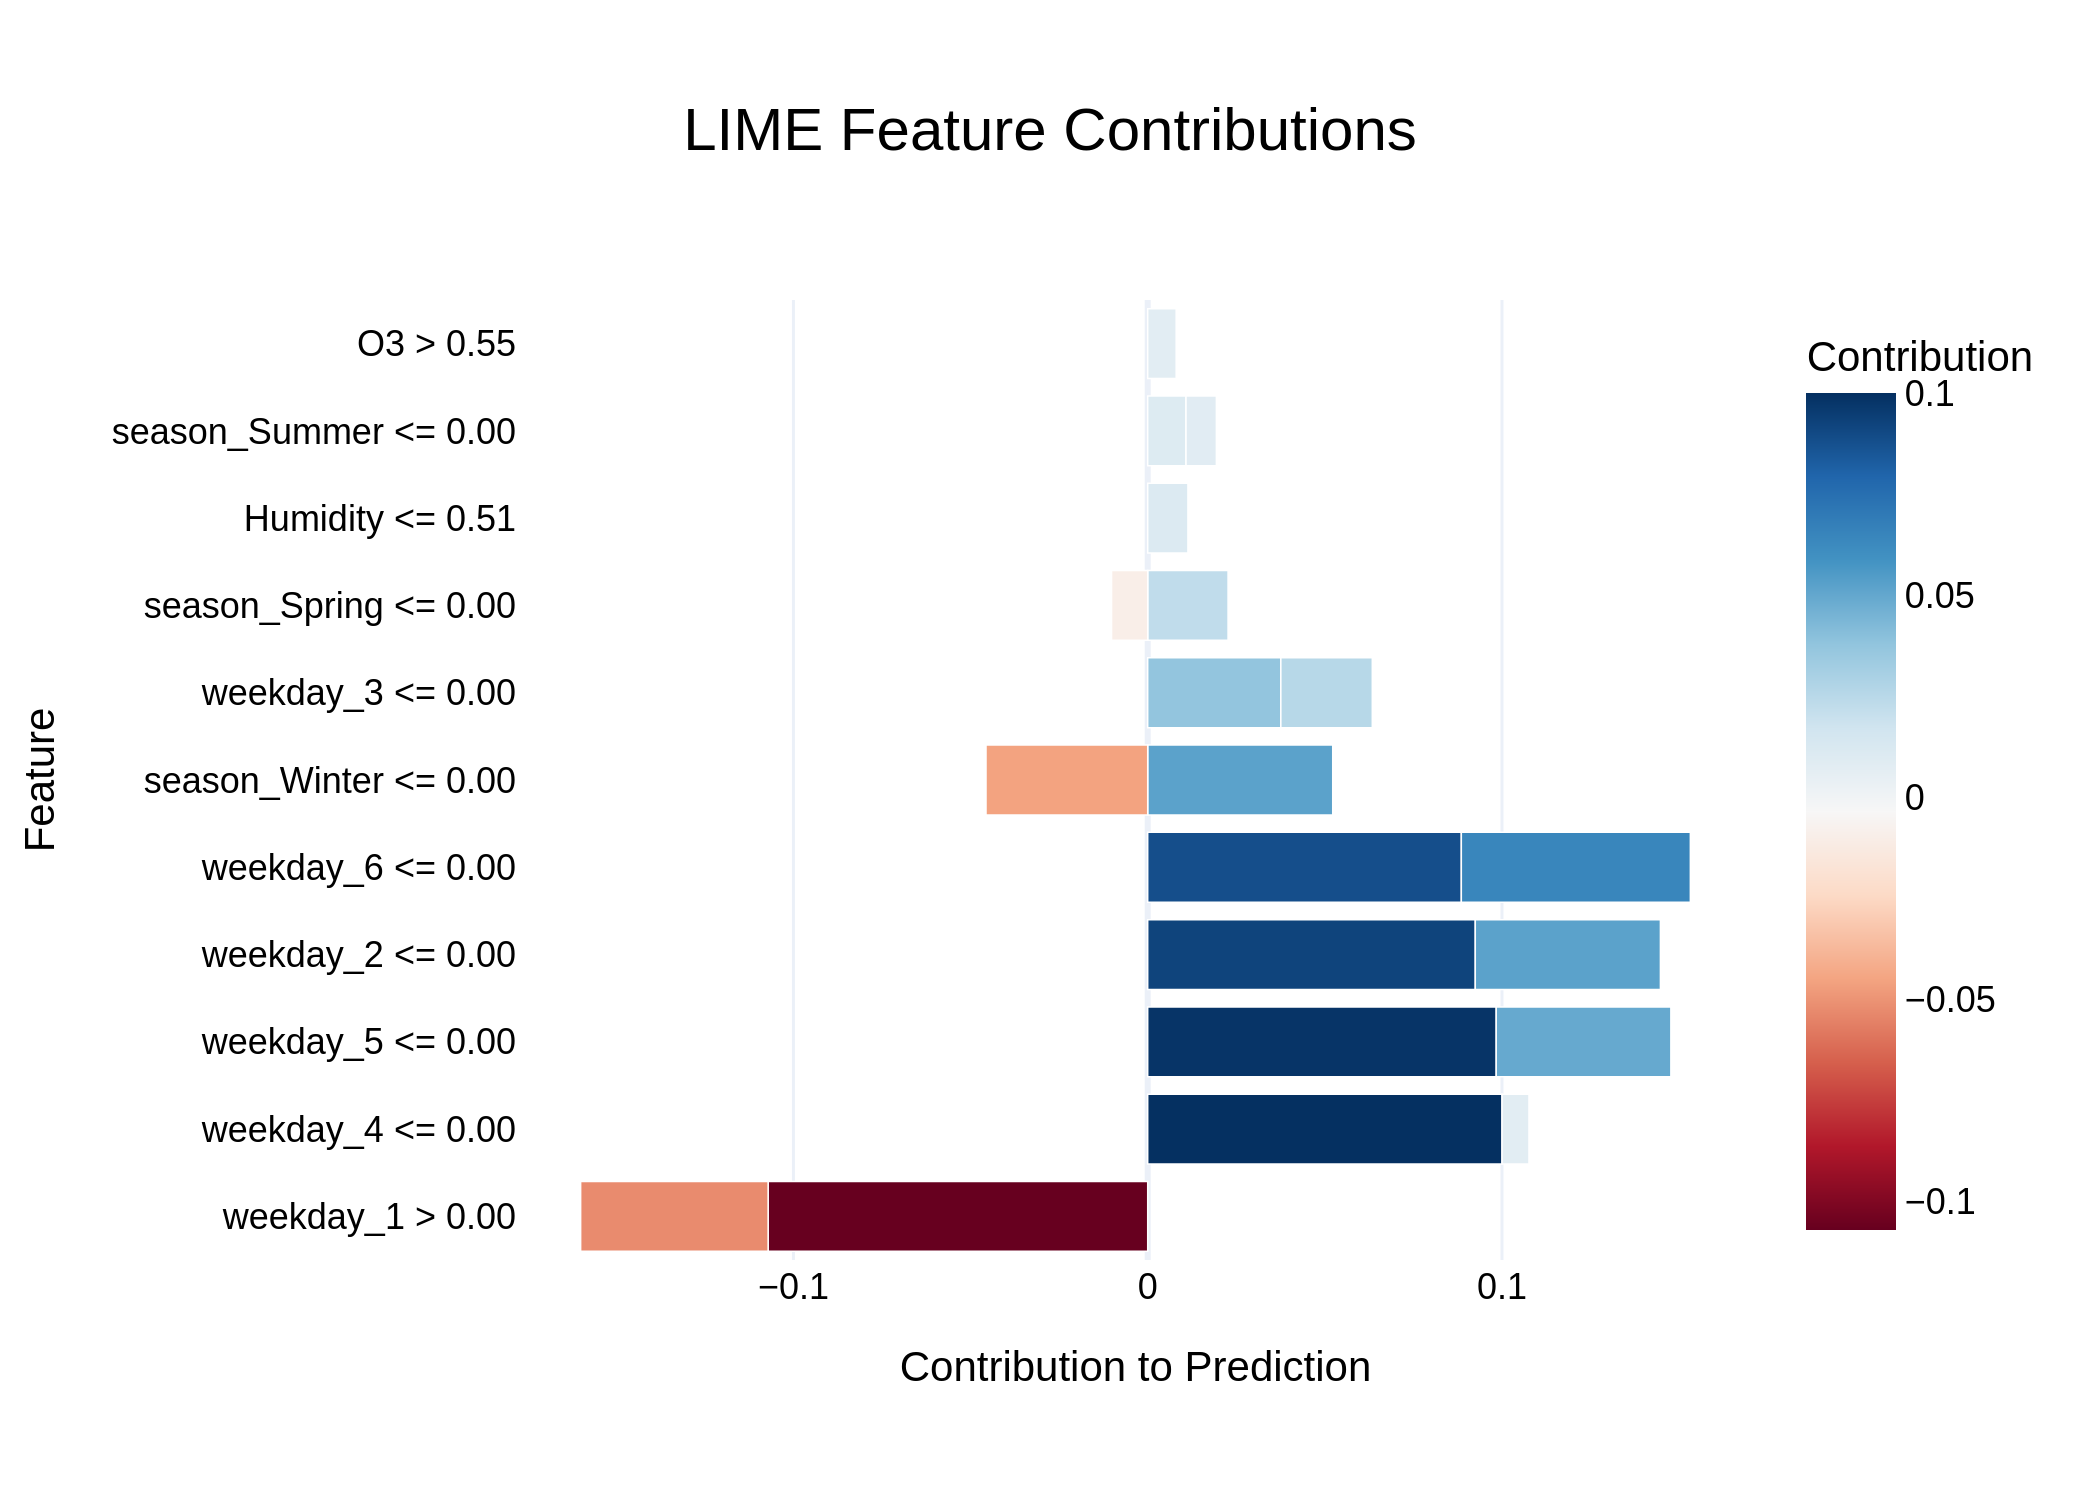 LIME Feature Contributions
O3 > 0.55
season_Summer <= 0.00
Humidity <= 0.51
season_Spring <= 0.00
weekday_3 <= 0.00
season_Winter <= 0.00
weekday_6 <= 0.00
weekday_2 <= 0.00
weekday_5 <= 0.00
weekday_4 <= 0.00
weekday_1 > 0.00
Feature
−0.1
0
0.1
Contribution to Prediction
Contribution
0.1
0.05
0
−0.05
−0.1